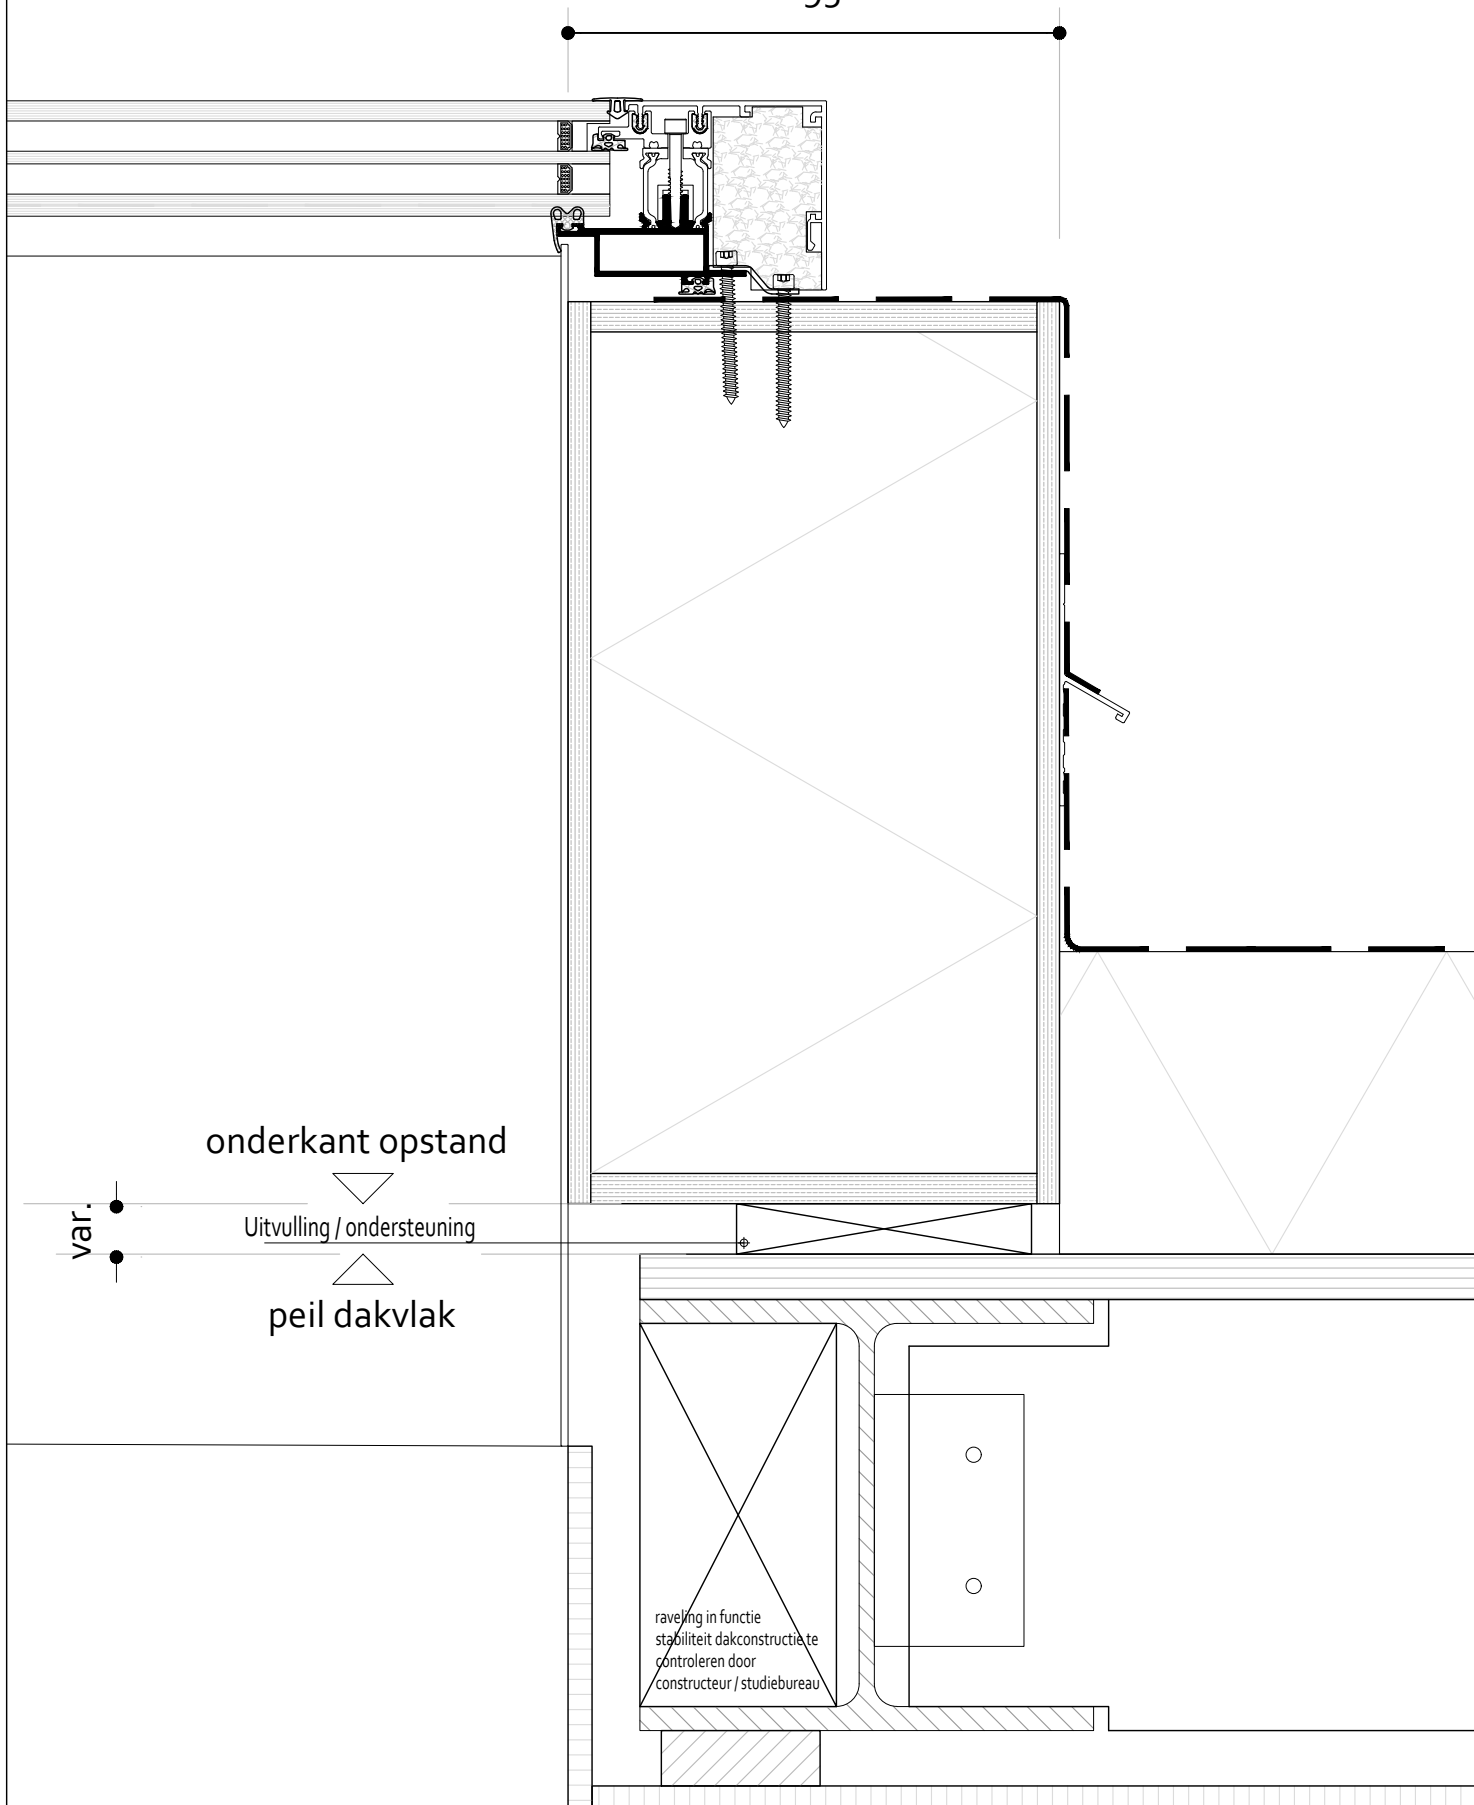 onderkant opstand
var.
Uitvulling / ondersteuning
peil dakvlak
raveling in functie
stabiliteit dakconstructie te
controleren door
constructeur / studiebureau